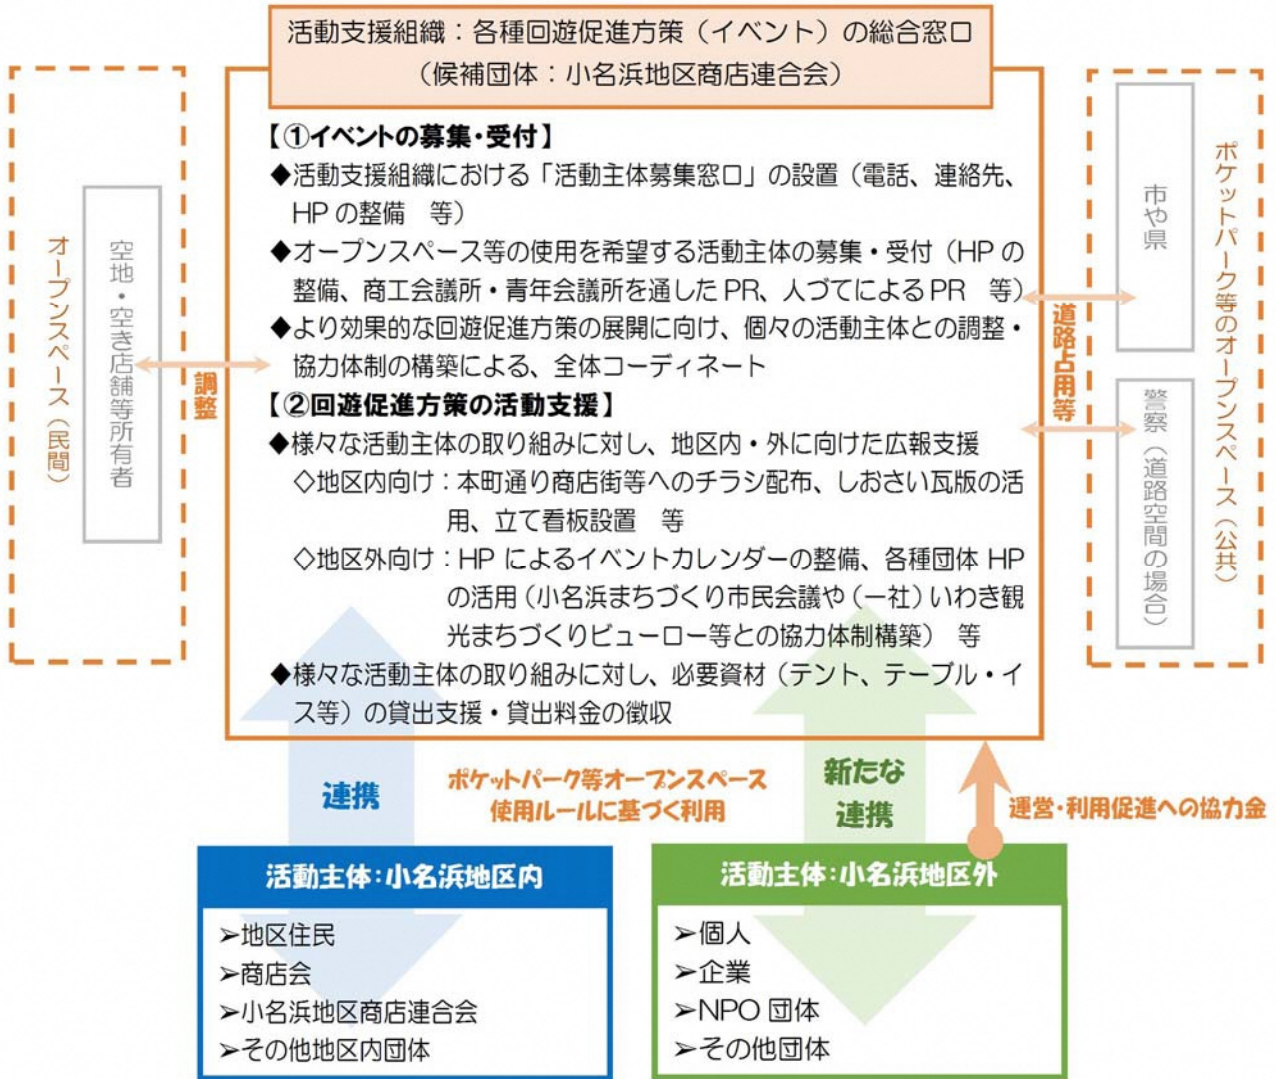 活動支援組織：各種回遊促進方策（イベント）の総合窓口
（候補団体：小名浜地区商店連合会）
【①イベントの募集・受付】
◆活動支援組織における「活動主体募集窓口」の設置（電話、連絡先、
HPの整備　等）
◆オープンスペース等の使用を希望する活動主体の募集・受付（HPの
整備、商工会議所・青年会議所を通したPR、人づてによるPR　等）
◆より効果的な回遊促進方策の展開に向け、個々の活動主体との調整・
協力体制の構築による、全体コーディネート
【②回遊促進方策の活動支援】
◆様々な活動主体の取り組みに対し、地区内・外に向けた広報支援
◇地区内向け：本町通り商店街等へのチラシ配布、しおさい瓦版の活
用、立て看板設置　等
◇地区外向け：HPによるイベントカレンダーの整備、各種団体HP
の活用（小名浜まちづくり市民会議や（一社）いわき観
光まちづくりビューロー等との協力体制構築）　等
◆様々な活動主体の取り組みに対し、必要資材（テント、テーブル・イ
ス等）の貸出支援・貸出料金の徴収
オープンスペース（民間）
空地・空き店舗等所有者
調整
道路占用等
市や県
警察（道路空間の場合）
ポケットパーク等のオープンスペース（公共）
連携
ポケットパーク等オープンスペース
使用ルールに基づく利用
新たな
連携
運営・利用促進への協力金
活動主体：小名浜地区内
➢地区住民
➢商店会
➢小名浜地区商店連合会
➢その他地区内団体
活動主体：小名浜地区外
➢個人
➢企業
➢NPO団体
➢その他団体